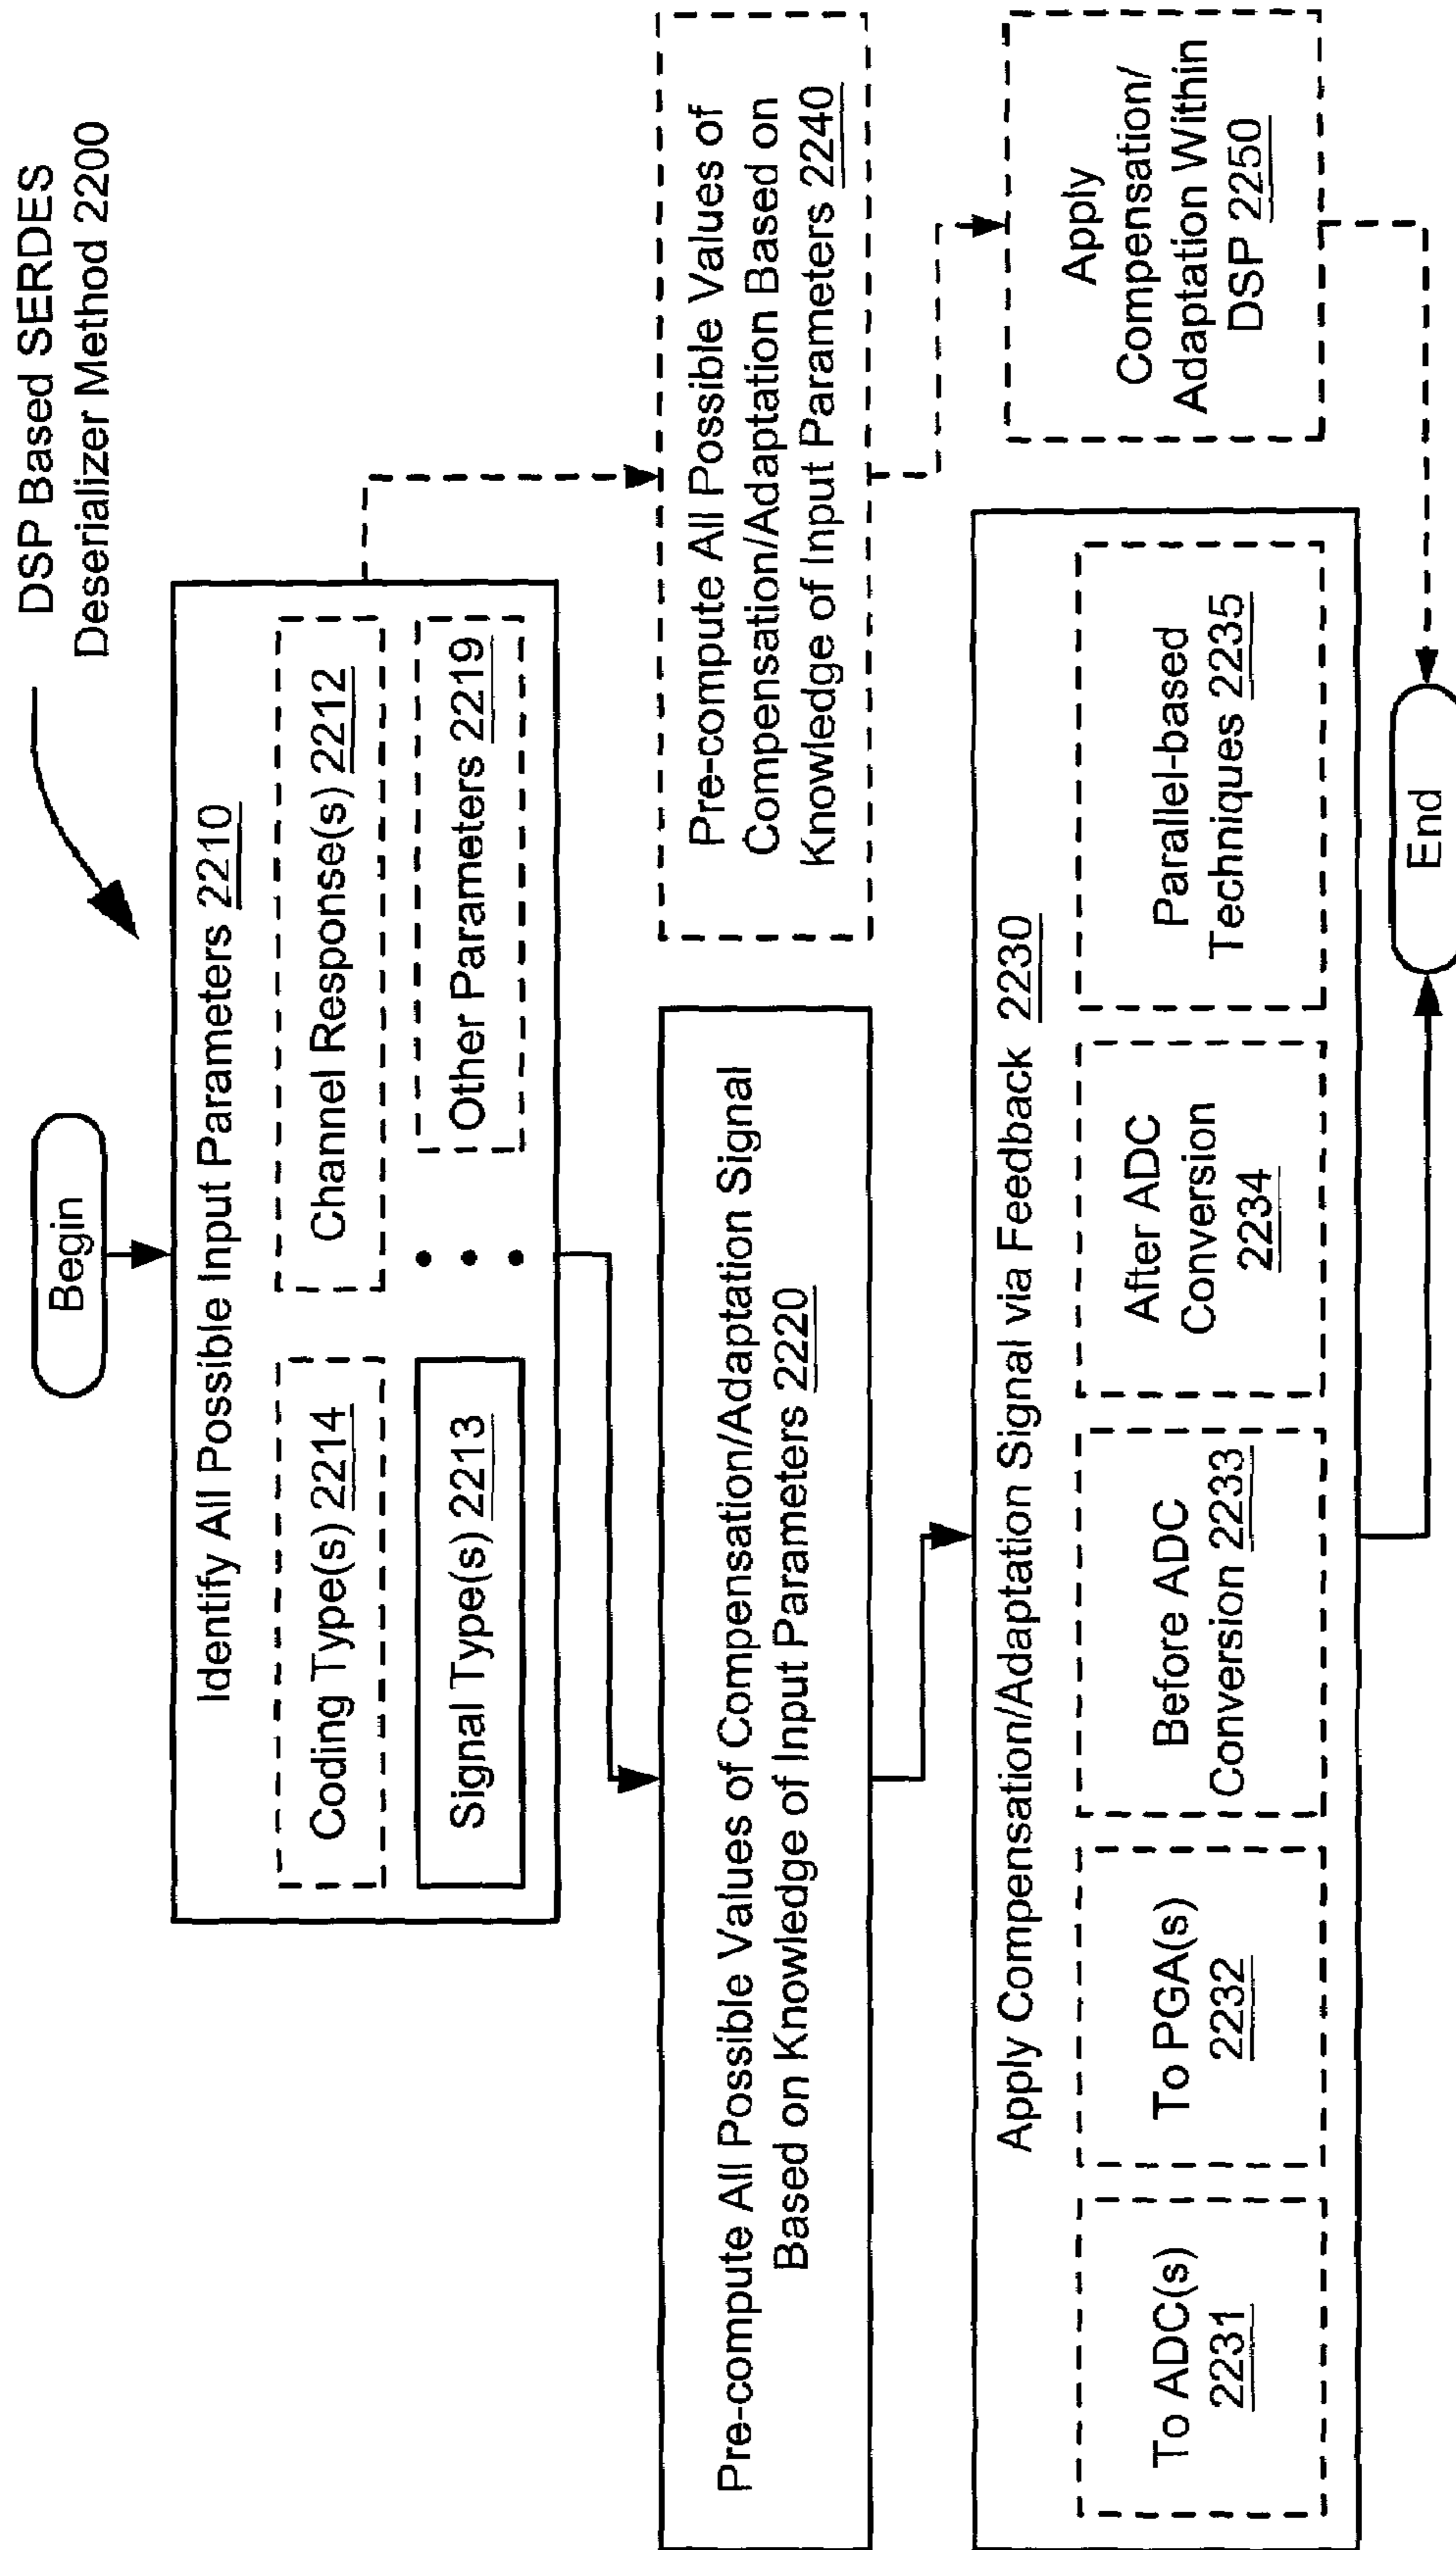 DSP Based SERDES
Deserializer Method 2200
Begin
Identify All Possible Input Parameters 2210
Coding Type(s) 2214
Channel Response(s) 2212
Signal Type(s) 2213
Other Parameters 2219
Pre-compute All Possible Values of Compensation/Adaptation Signal
Based on Knowledge of Input Parameters 2220
Pre-compute All Possible Values of
Compensation/Adaptation Based on
Knowledge of Input Parameters 2240
Apply Compensation/Adaptation Signal via Feedback 2230
To ADC(s)
2231
To PGA(s)
2232
Before ADC
Conversion 2233
After ADC
Conversion
2234
Parallel-based
Techniques 2235
Apply
Compensation/
Adaptation Within
DSP 2250
End